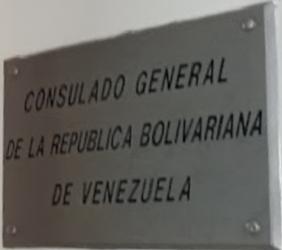 CONSULADO GENERAL
DE LA REPUBLICA BOLIVARIANA
DE VENEZUELA